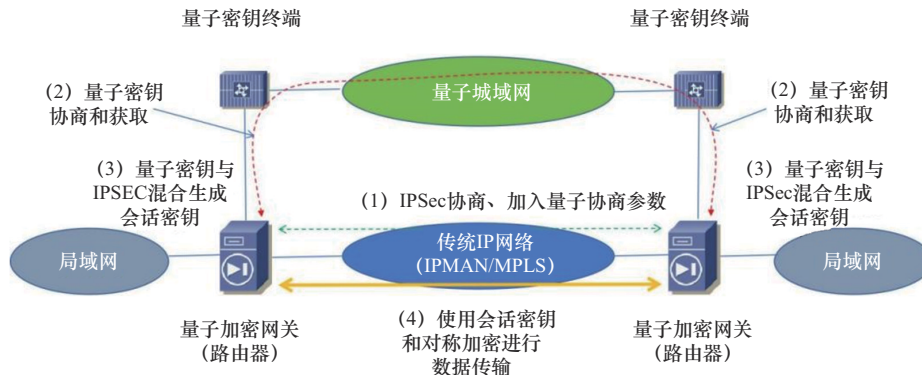 量子密钥终端
量子密钥终端
量子城域网
（2）量子密钥
协商和获取
（2）量子密钥
协商和获取
（3）量子密钥与
IPSEC混合生成
会话密钥
（3）量子密钥与
IPSec混合生成
会话密钥
（1）IPSec协商、加入量子协商参数
局域网
传统IP网络
（IPMAN/MPLS）
局域网
量子加密网关
（路由器）
（4）使用会话密钥
和对称加密进行
数据传输
量子加密网关
（路由器）